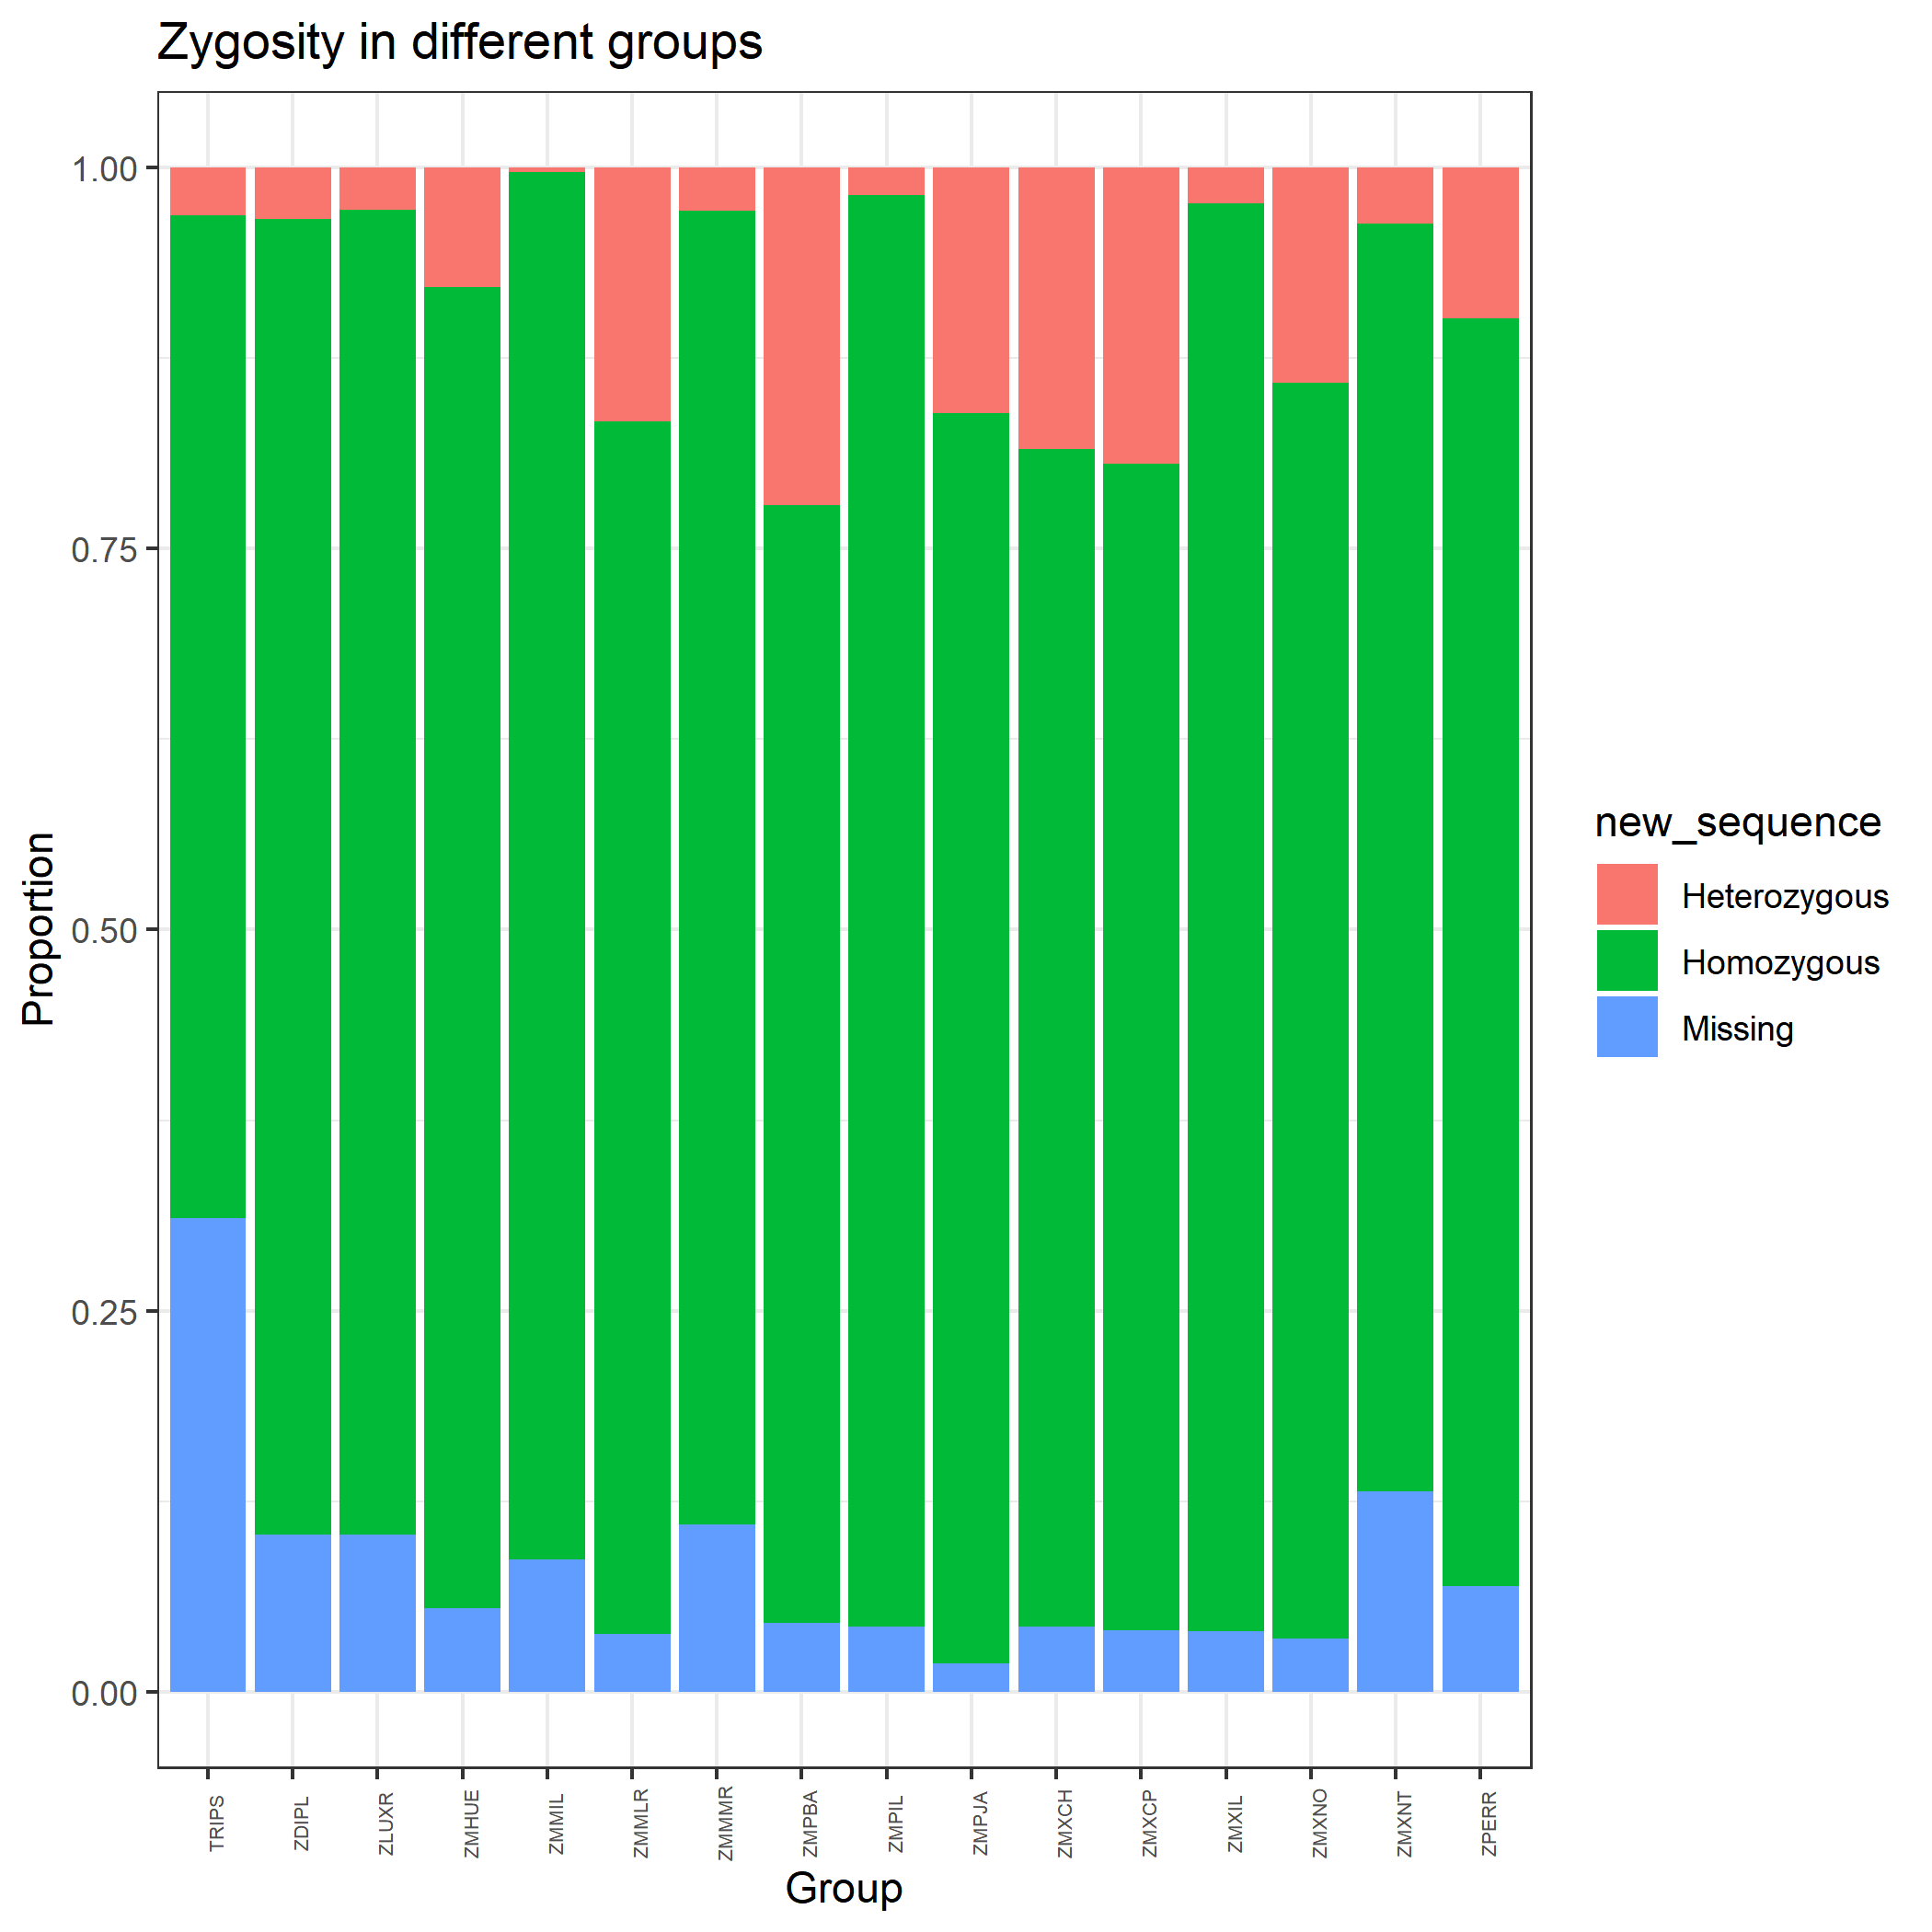 Zygosity in different groups
1.00
0.75
0.50
0.25
0.00
Proportion
TRIPS
ZDIPL
ZLUXR
ZMHUE
ZMMIL
ZMMLR
ZMMMR
ZMPBA
ZMPIL
ZMPJA
ZMXCH
ZMXCP
ZMXIL
ZMXNO
ZMXNT
ZPERR
Group
new_sequence
Heterozygous
Homozygous
Missing